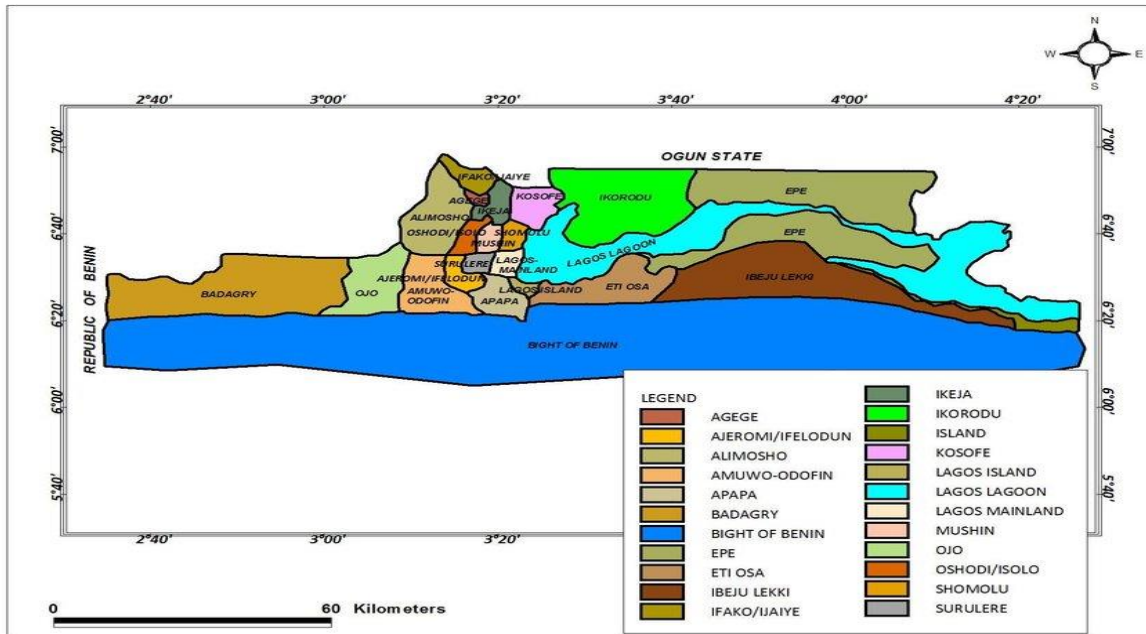 N
W E
S
2°40' 3°00' 3°20' 3°40' 4°00' 4°20'
7°00' 7°00'
OGUN STATE
IFAKO/IJAIYE
AGEGE
IKEJA
KOSOFE
IKORODU
EPE
ALIMOSHO
OSHODI/ISOLO
SHOMOLU
MUSHIN
6°40' 6°40'
EPE
LAGOS LAGOON
SURULERE
LAGOS-
MAINLAND
AJEROMI/IFELODUN
IBEJU LEKKI
REPUBLIC OF BENIN
BADAGRY
OJO
AMUWO-
ODOFIN
APAPA
LAGOS ISLAND
ETI OSA
6°20' 6°20'
BIGHT OF BENIN
6°00' 6°00'
5°40' 5°40'
2°40' 3°00' 3°20'
LEGEND
AGEGE
AJEROMI/IFELODUN
ALIMOSHO
AMUWO-ODOFIN
APAPA
BADAGRY
BIGHT OF BENIN
EPE
ETI OSA
IBEJU LEKKI
IFAKO/IJAIYE
IKEJA
IKORODU
ISLAND
KOSOFE
LAGOS ISLAND
LAGOS LAGOON
LAGOS MAINLAND
MUSHIN
OJO
OSHODI/ISOLO
SHOMOLU
SURULERE
0 60 Kilometers